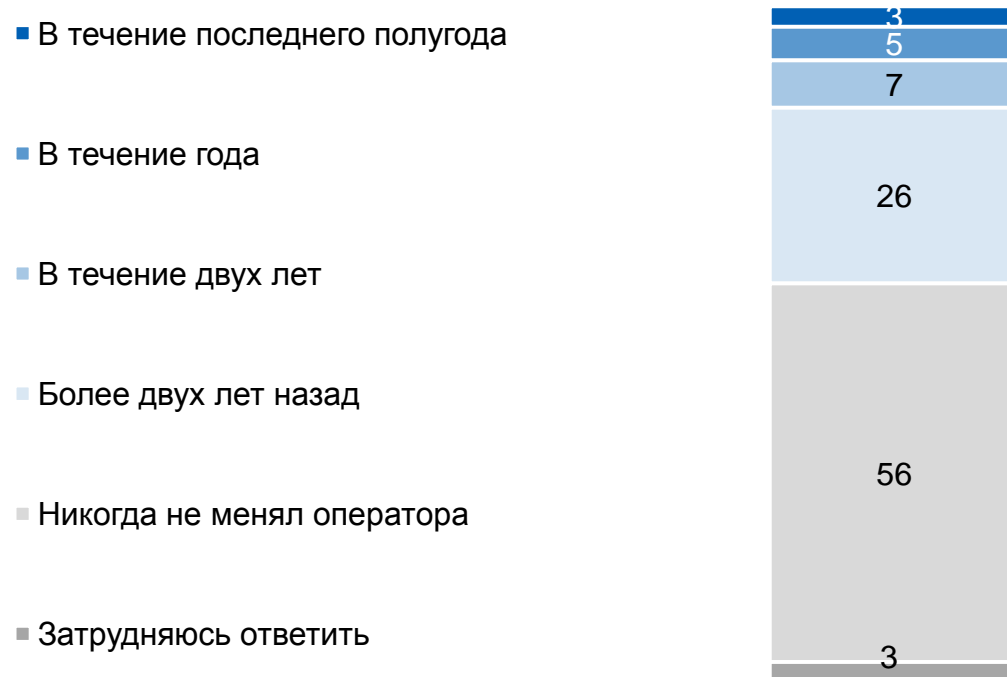 В течение последнего полугода
В течение года
В течение двух лет
Более двух лет назад
Никогда не менял оператора
Затрудняюсь ответить
3
5
7
26
56
3